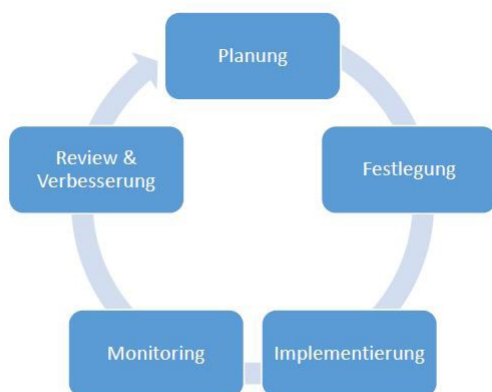 Planung
Festlegung
Implementierung
Monitoring
Review &
Verbesserung